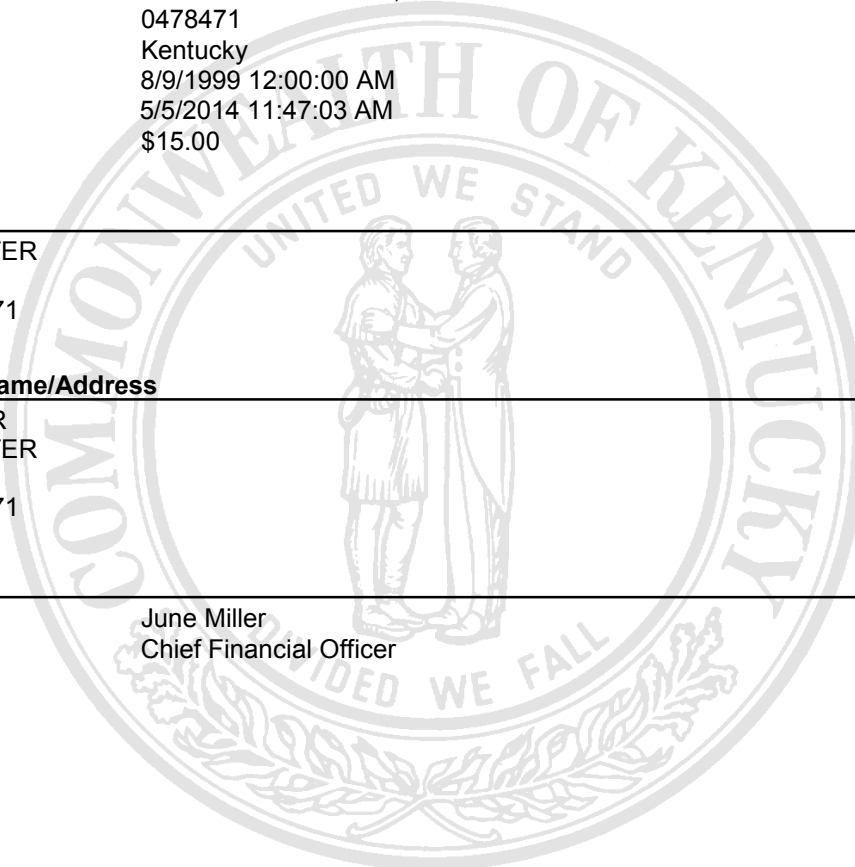 0478471
Kentucky
8/9/1999 12:00:00 AM
5/5/2014 11:47:03 AM
$15.00
COMMONWEALTH OF KENTUCKY
UNITED WE STAND
ER
71
ame/Address
R
ER
71
June Miller
Chief Financial Officer
DIVIDED WE FALL